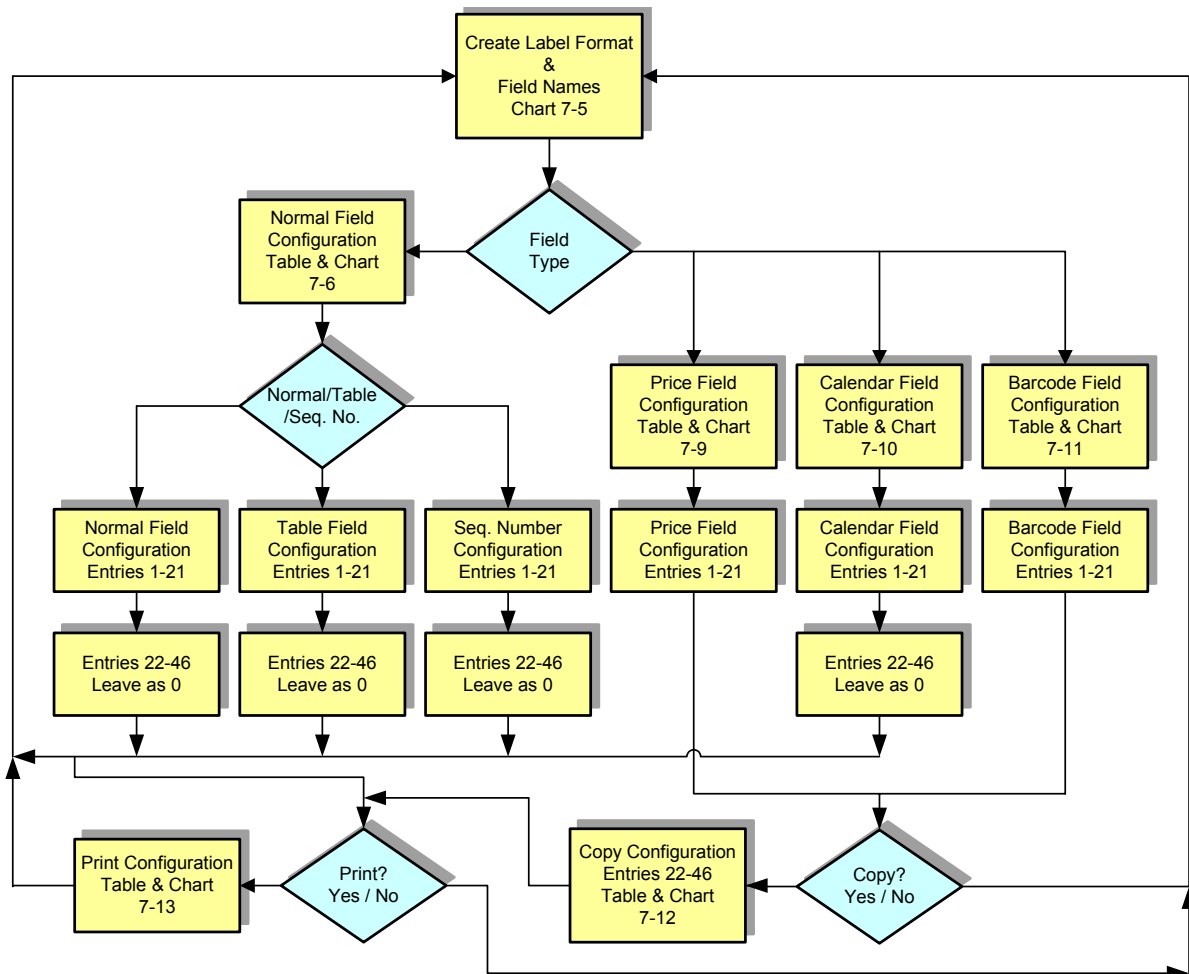 Create Label Format
&
Field Names
Chart 7-5
Normal Field
Configuration
Table & Chart
7-6
Field
Type
Normal/Table
/Seq. No.
Price Field
Configuration
Table & Chart
7-9
Calendar Field
Configuration
Table & Chart
7-10
Barcode Field
Configuration
Table & Chart
7-11
Normal Field
Configuration
Entries 1-21
Table Field
Configuration
Entries 1-21
Seq. Number
Configuration
Entries 1-21
Price Field
Configuration
Entries 1-21
Calendar Field
Configuration
Entries 1-21
Barcode Field
Configuration
Entries 1-21
Entries 22-46
Leave as 0
Entries 22-46
Leave as 0
Entries 22-46
Leave as 0
Entries 22-46
Leave as 0
Print Configuration
Table & Chart
7-13
Print?
Yes / No
Copy Configuration
Entries 22-46
Table & Chart
7-12
Copy?
Yes / No